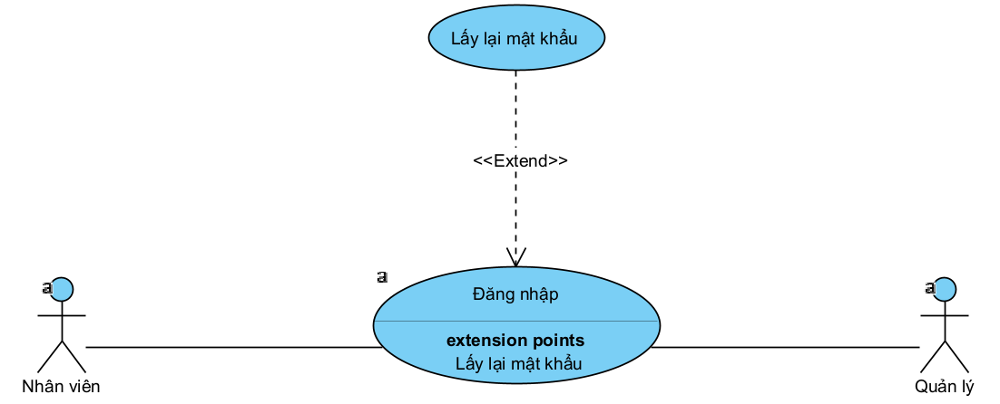 Lấy lại mật khẩu
<<Extend>>
a
Đăng nhập
a
a
extension points
Lấy lại mật khẩu
Nhân viên
Quản lý